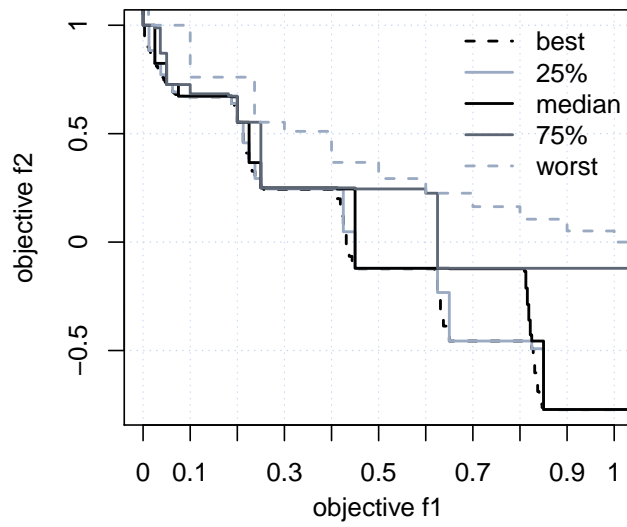 best
25%
median
75%
worst
objective f2
1
0.5
0
−0.5
0 0.1 0.3 0.5 0.7 0.9 1
objective f1